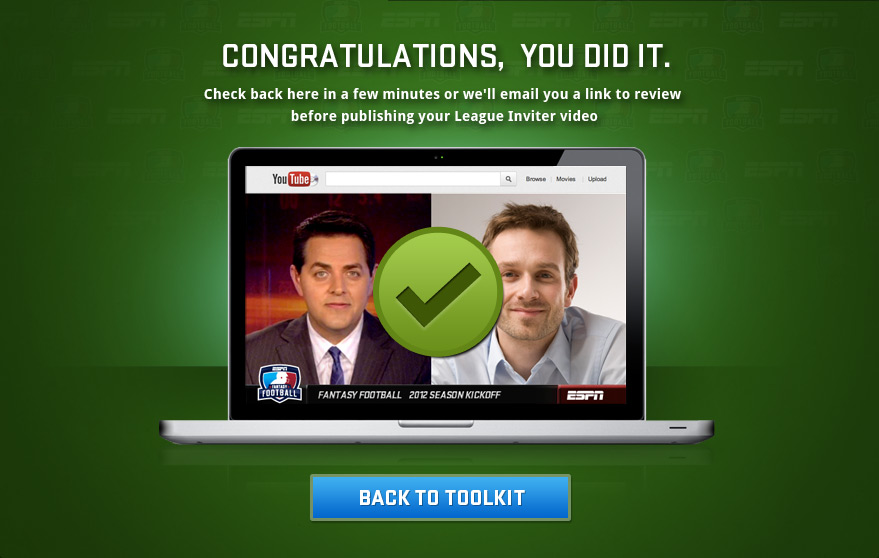 CONGRATULATIONS, YOU DID IT.
Check back here in a few minutes or we'll email you a link to review
before publishing your League Inviter video
YouTube
Browse | Movies | Upload
ESPN
FANTASY
FOOTBALL
FANTASY FOOTBALL 2012 SEASON KICKOFF
ESPN
BACK TO TOOLKIT